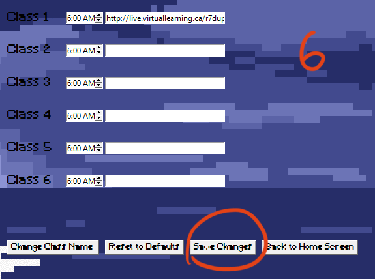 Class 1 6:00 AM http://live.virtuallearning.ca/r7dup
6
Class 2 6:00 AM
Class 3 6:00 AM
Class 4 6:00 AM
Class 5 6:00 AM
Class 6 6:00 AM
Change Class Name Reset to Defaults Save Changes Back to Home Screen